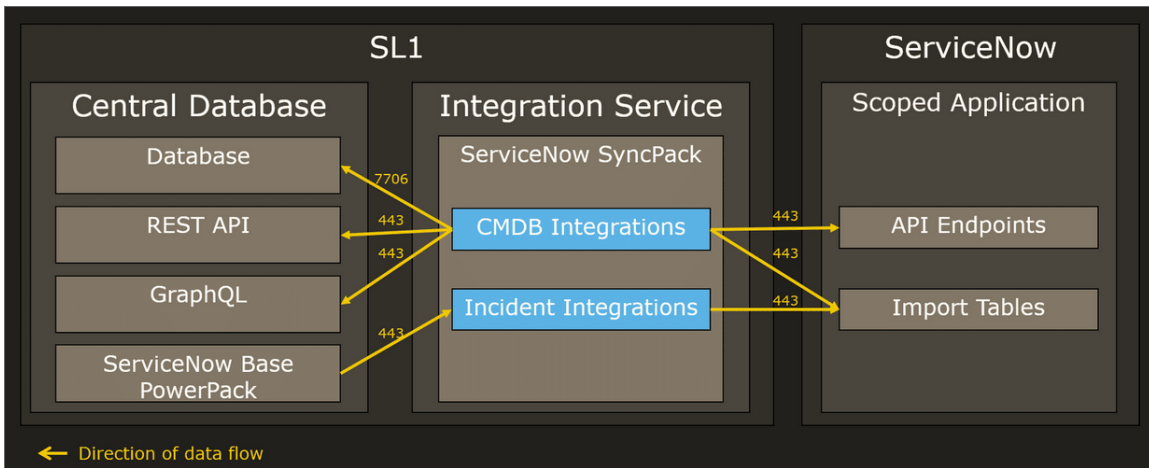 SL1
ServiceNow
Central Database
Integration Service
Scoped Application
Database
ServiceNow SyncPack
7706
REST API
443
CMDB Integrations
443
API Endpoints
443
443
GraphQL
Incident Integrations
443
Import Tables
443
ServiceNow Base
PowerPack
Direction of data flow